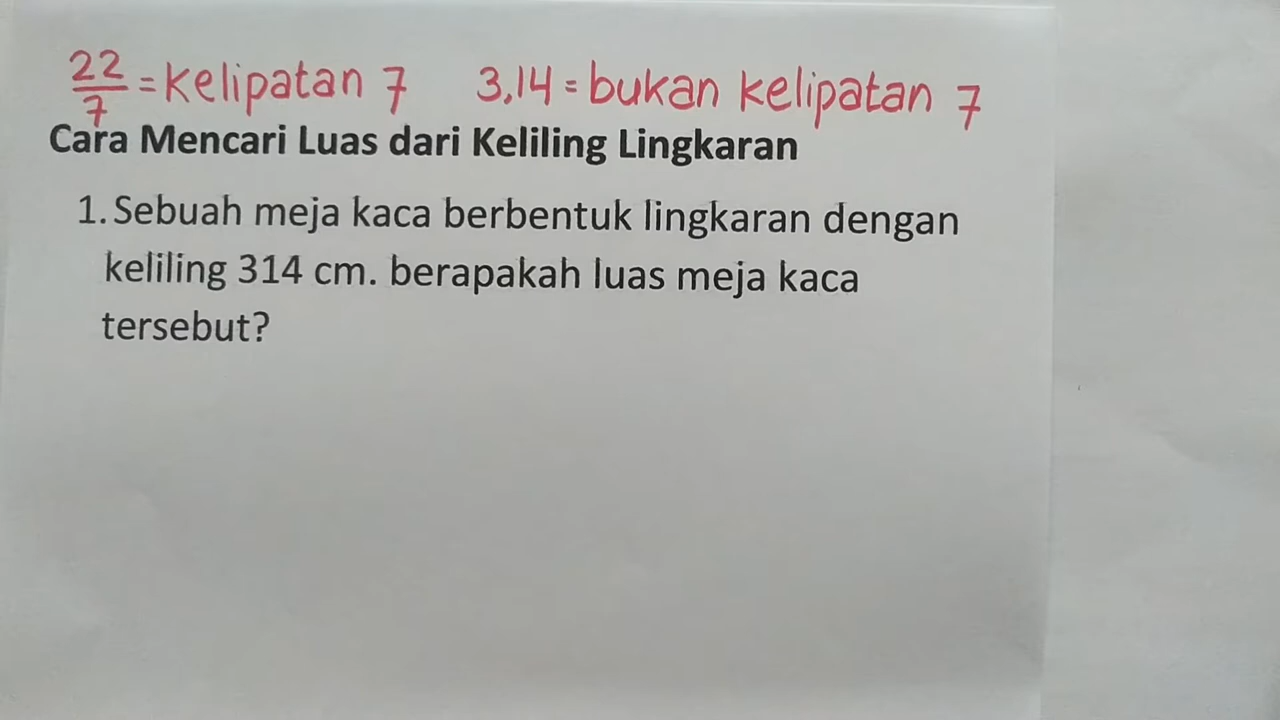 22/7 = kelipatan 7 3,14 = bukan kelipatan 7
Cara Mencari Luas dari Keliling Lingkaran
1. Sebuah meja kaca berbentuk lingkaran dengan
keliling 314 cm. berapakah luas meja kaca
tersebut?